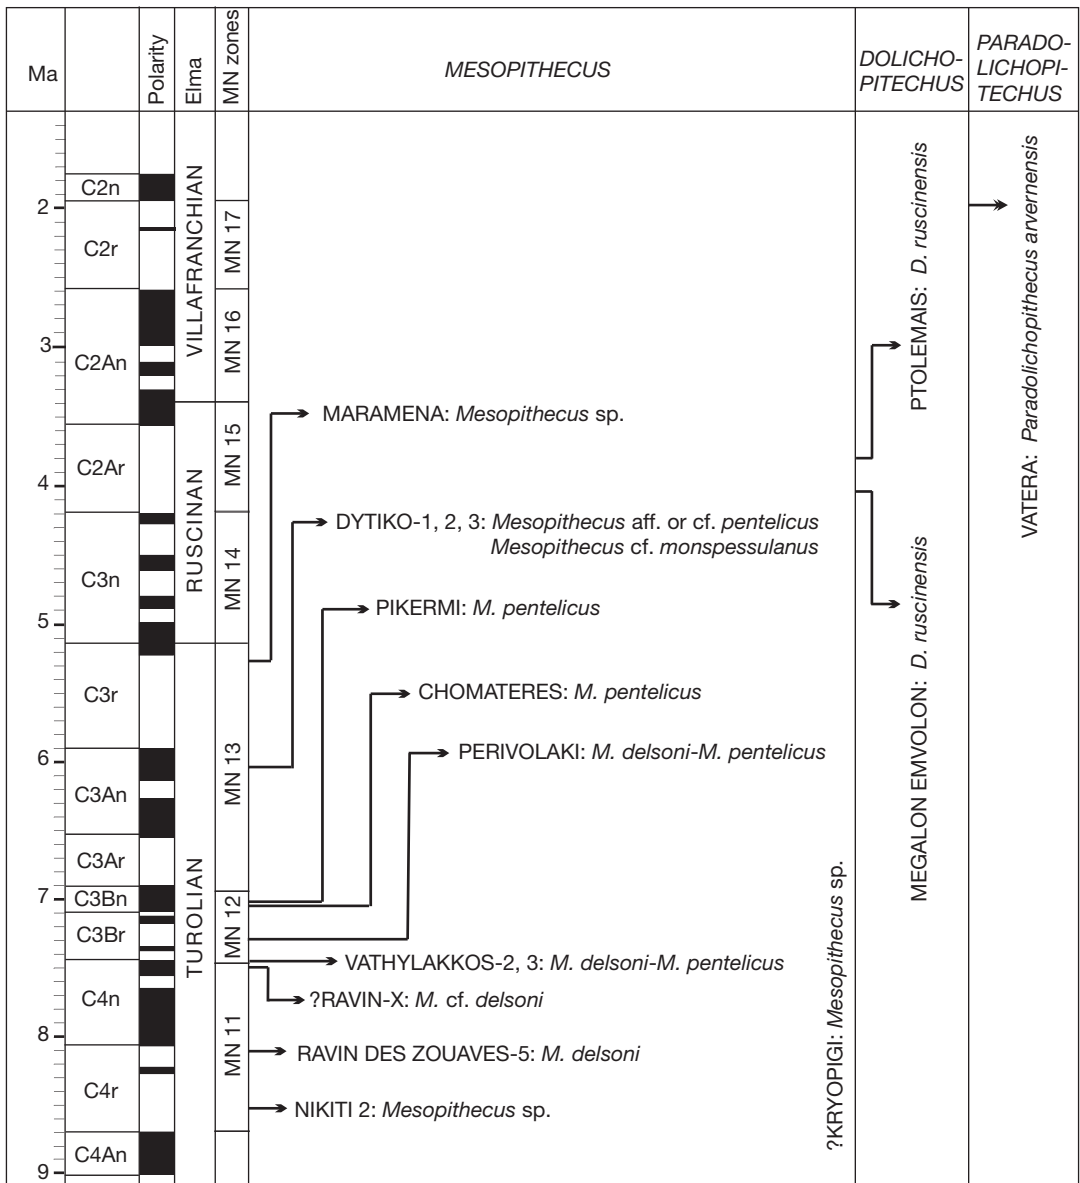 Ma
Polarity
Elma
MN zones
MESOPITHECUS
DOLICHO-
PITECHUS
PARADO-
LICHOPI-
TECHUS
2
3
4
5
6
7
8
9
C2n
C2r
C2An
C2Ar
C3n
C3r
C3An
C3Ar
C3Bn
C3Br
C4n
C4r
C4An
VILLAFRANCHIAN
RUSCINAN
TUROLIAN
MN 17
MN 16
MN 15
MN 14
MN 13
MN 12
MN 11
MARAMENA: Mesopithecus sp.
DYTIKO-1, 2, 3: Mesopithecus aff. or cf. pentelicus
Mesopithecus cf. monspessulanus
PIKERMI: M. pentelicus
CHOMATERES: M. pentelicus
PERIVOLAKI: M. delsoni-M. pentelicus
VATHYLAKKOS-2, 3: M. delsoni-M. pentelicus
?RAVIN-X: M. cf. delsoni
RAVIN DES ZOUAVES-5: M. delsoni
NIKITI 2: Mesopithecus sp.
?KRYOPIGI: Mesopithecus sp.
PTOLEMAIS: D. ruscinensis
MEGALON EMVOLON: D. ruscinensis
VATERA: Paradolichopithecus arvernensis